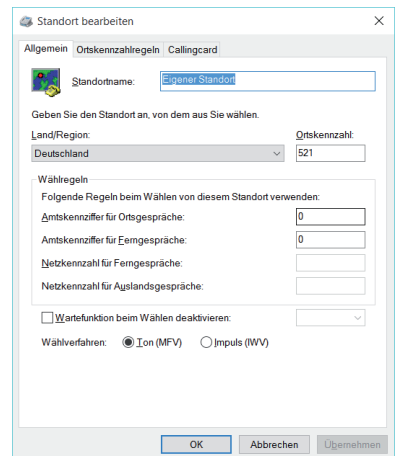 Standort bearbeiten
Allgemein Ortskennzahlregeln Callingcard
Standortname: Eigener Standort
Geben Sie den Standort an, von dem aus Sie wählen.
Land/Region: Ortskennzahl:
Deutschland 521
Wählregeln
Folgende Regeln beim Wählen von diesem Standort verwenden:
Amtskennziffer für Ortsgespräche: 0
Amtskennziffer für Ferngespräche: 0
Netzkennzahl für Ferngespräche:
Netzkennzahl für Auslandsgespräche:
Wartefunktion beim Wählen deaktivieren:
Wählverfahren: Ton (MFV) Impuls (IWV)
OK Abbrechen Übernehmen